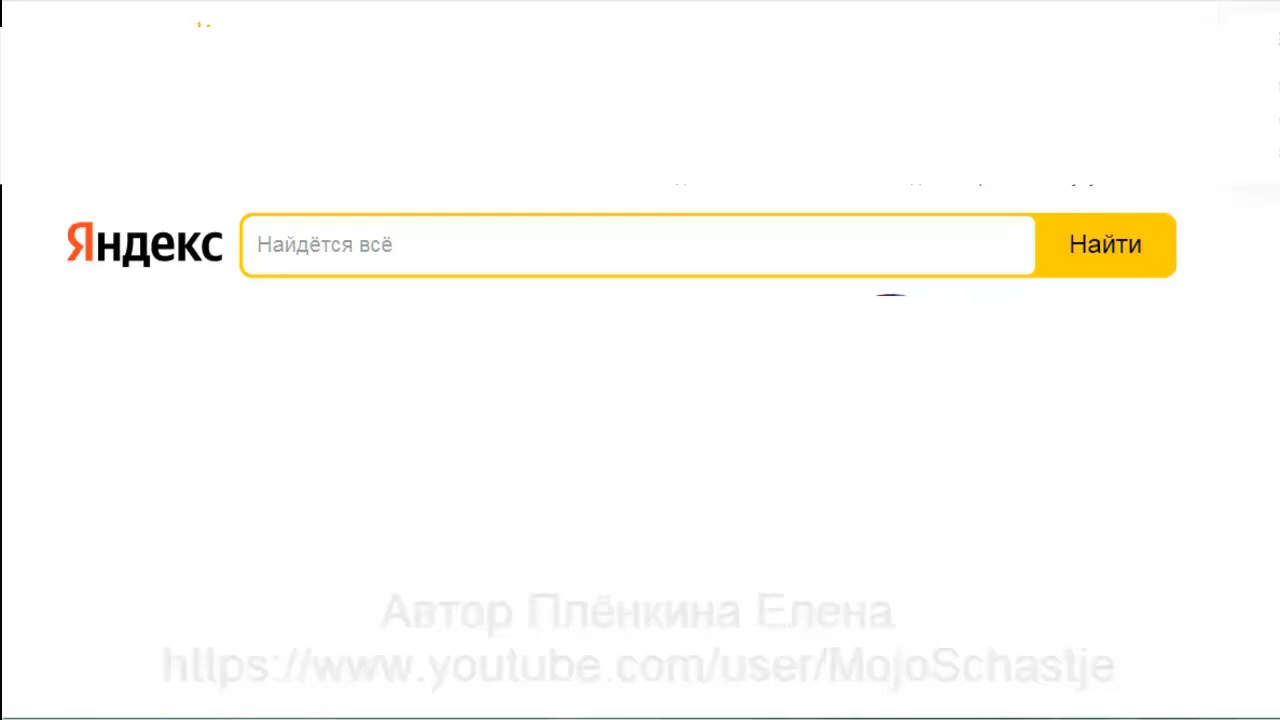 Яндекс Найдётся всё Найти
Автор Плёнкина Елена
https://www.youtube.com/user/MojoSchastje